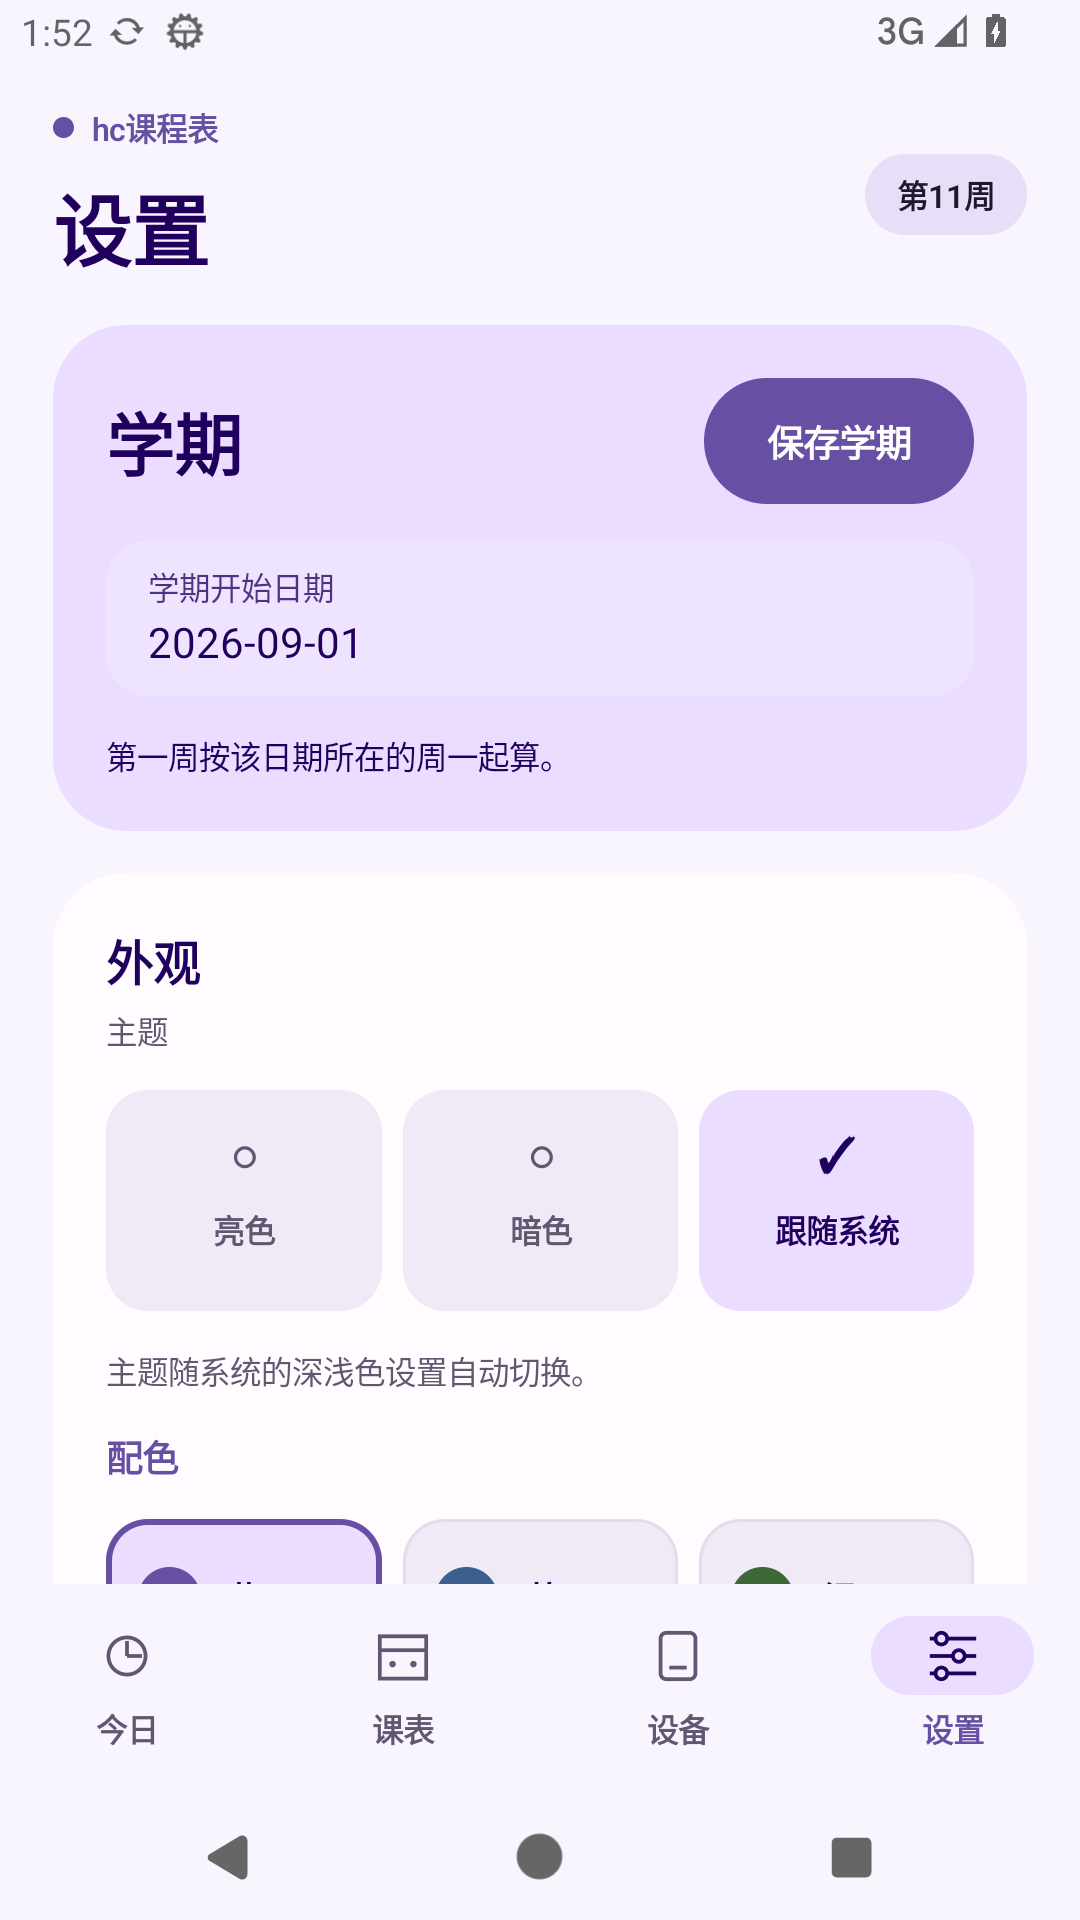 1:52
3G
hc课程表
设置
第11周
学期
保存学期
学期开始日期
2026-09-01
第一周按该日期所在的周一起算。
外观
主题
亮色
暗色
跟随系统
主题随系统的深浅色设置自动切换。
配色
今日
课表
设备
设置